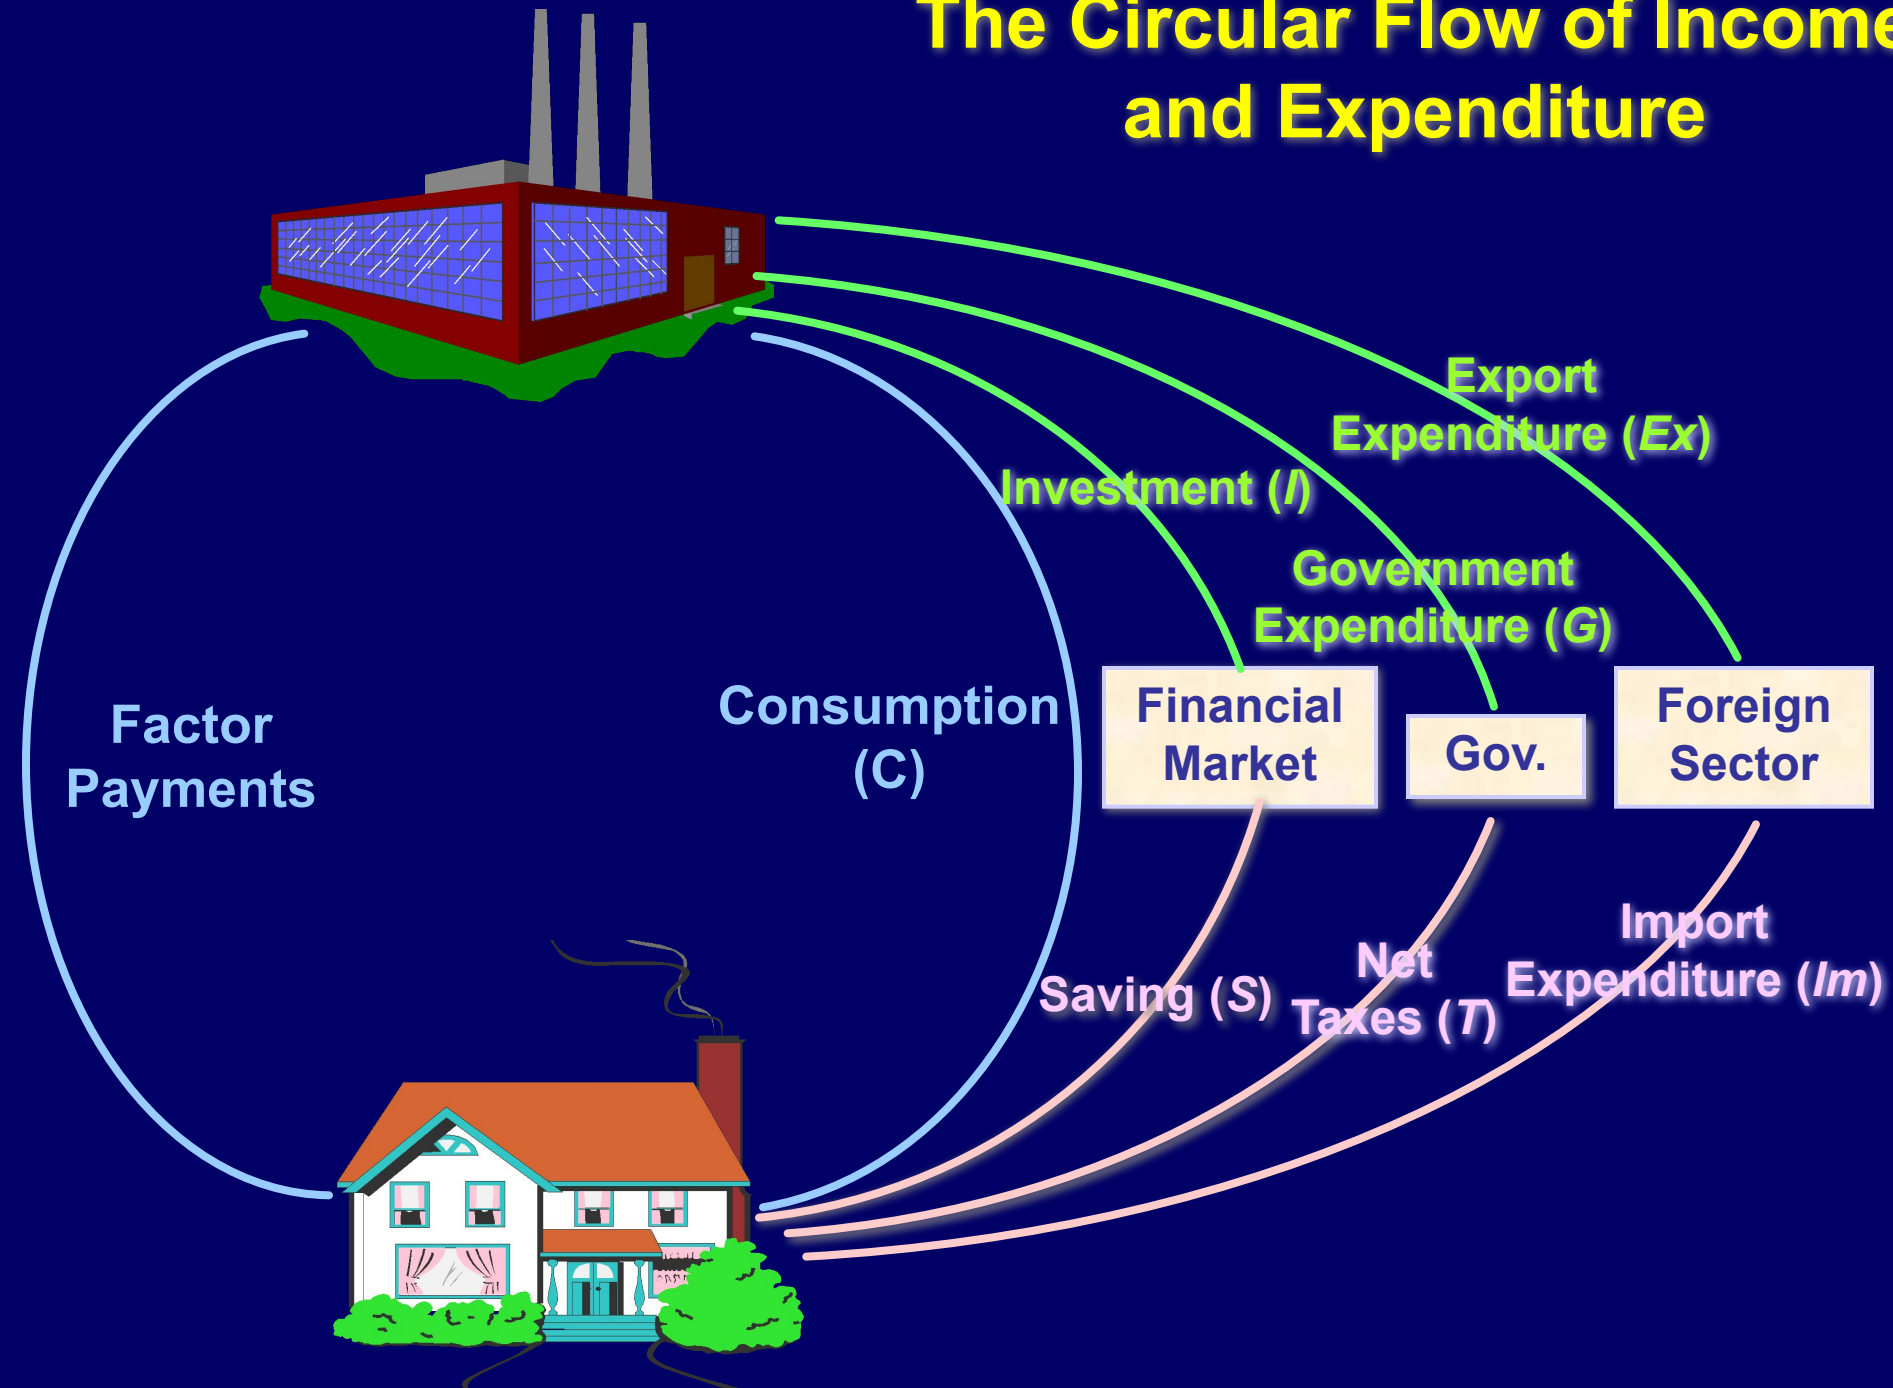 The Circular Flow of Income
and Expenditure
Export
Expenditure (Ex)
Investment (I)
Government
Expenditure (G)
Factor
Payments
Consumption
(C)
Financial
Market
Gov.
Foreign
Sector
Saving (S)
Net
Taxes (T)
Import
Expenditure (Im)